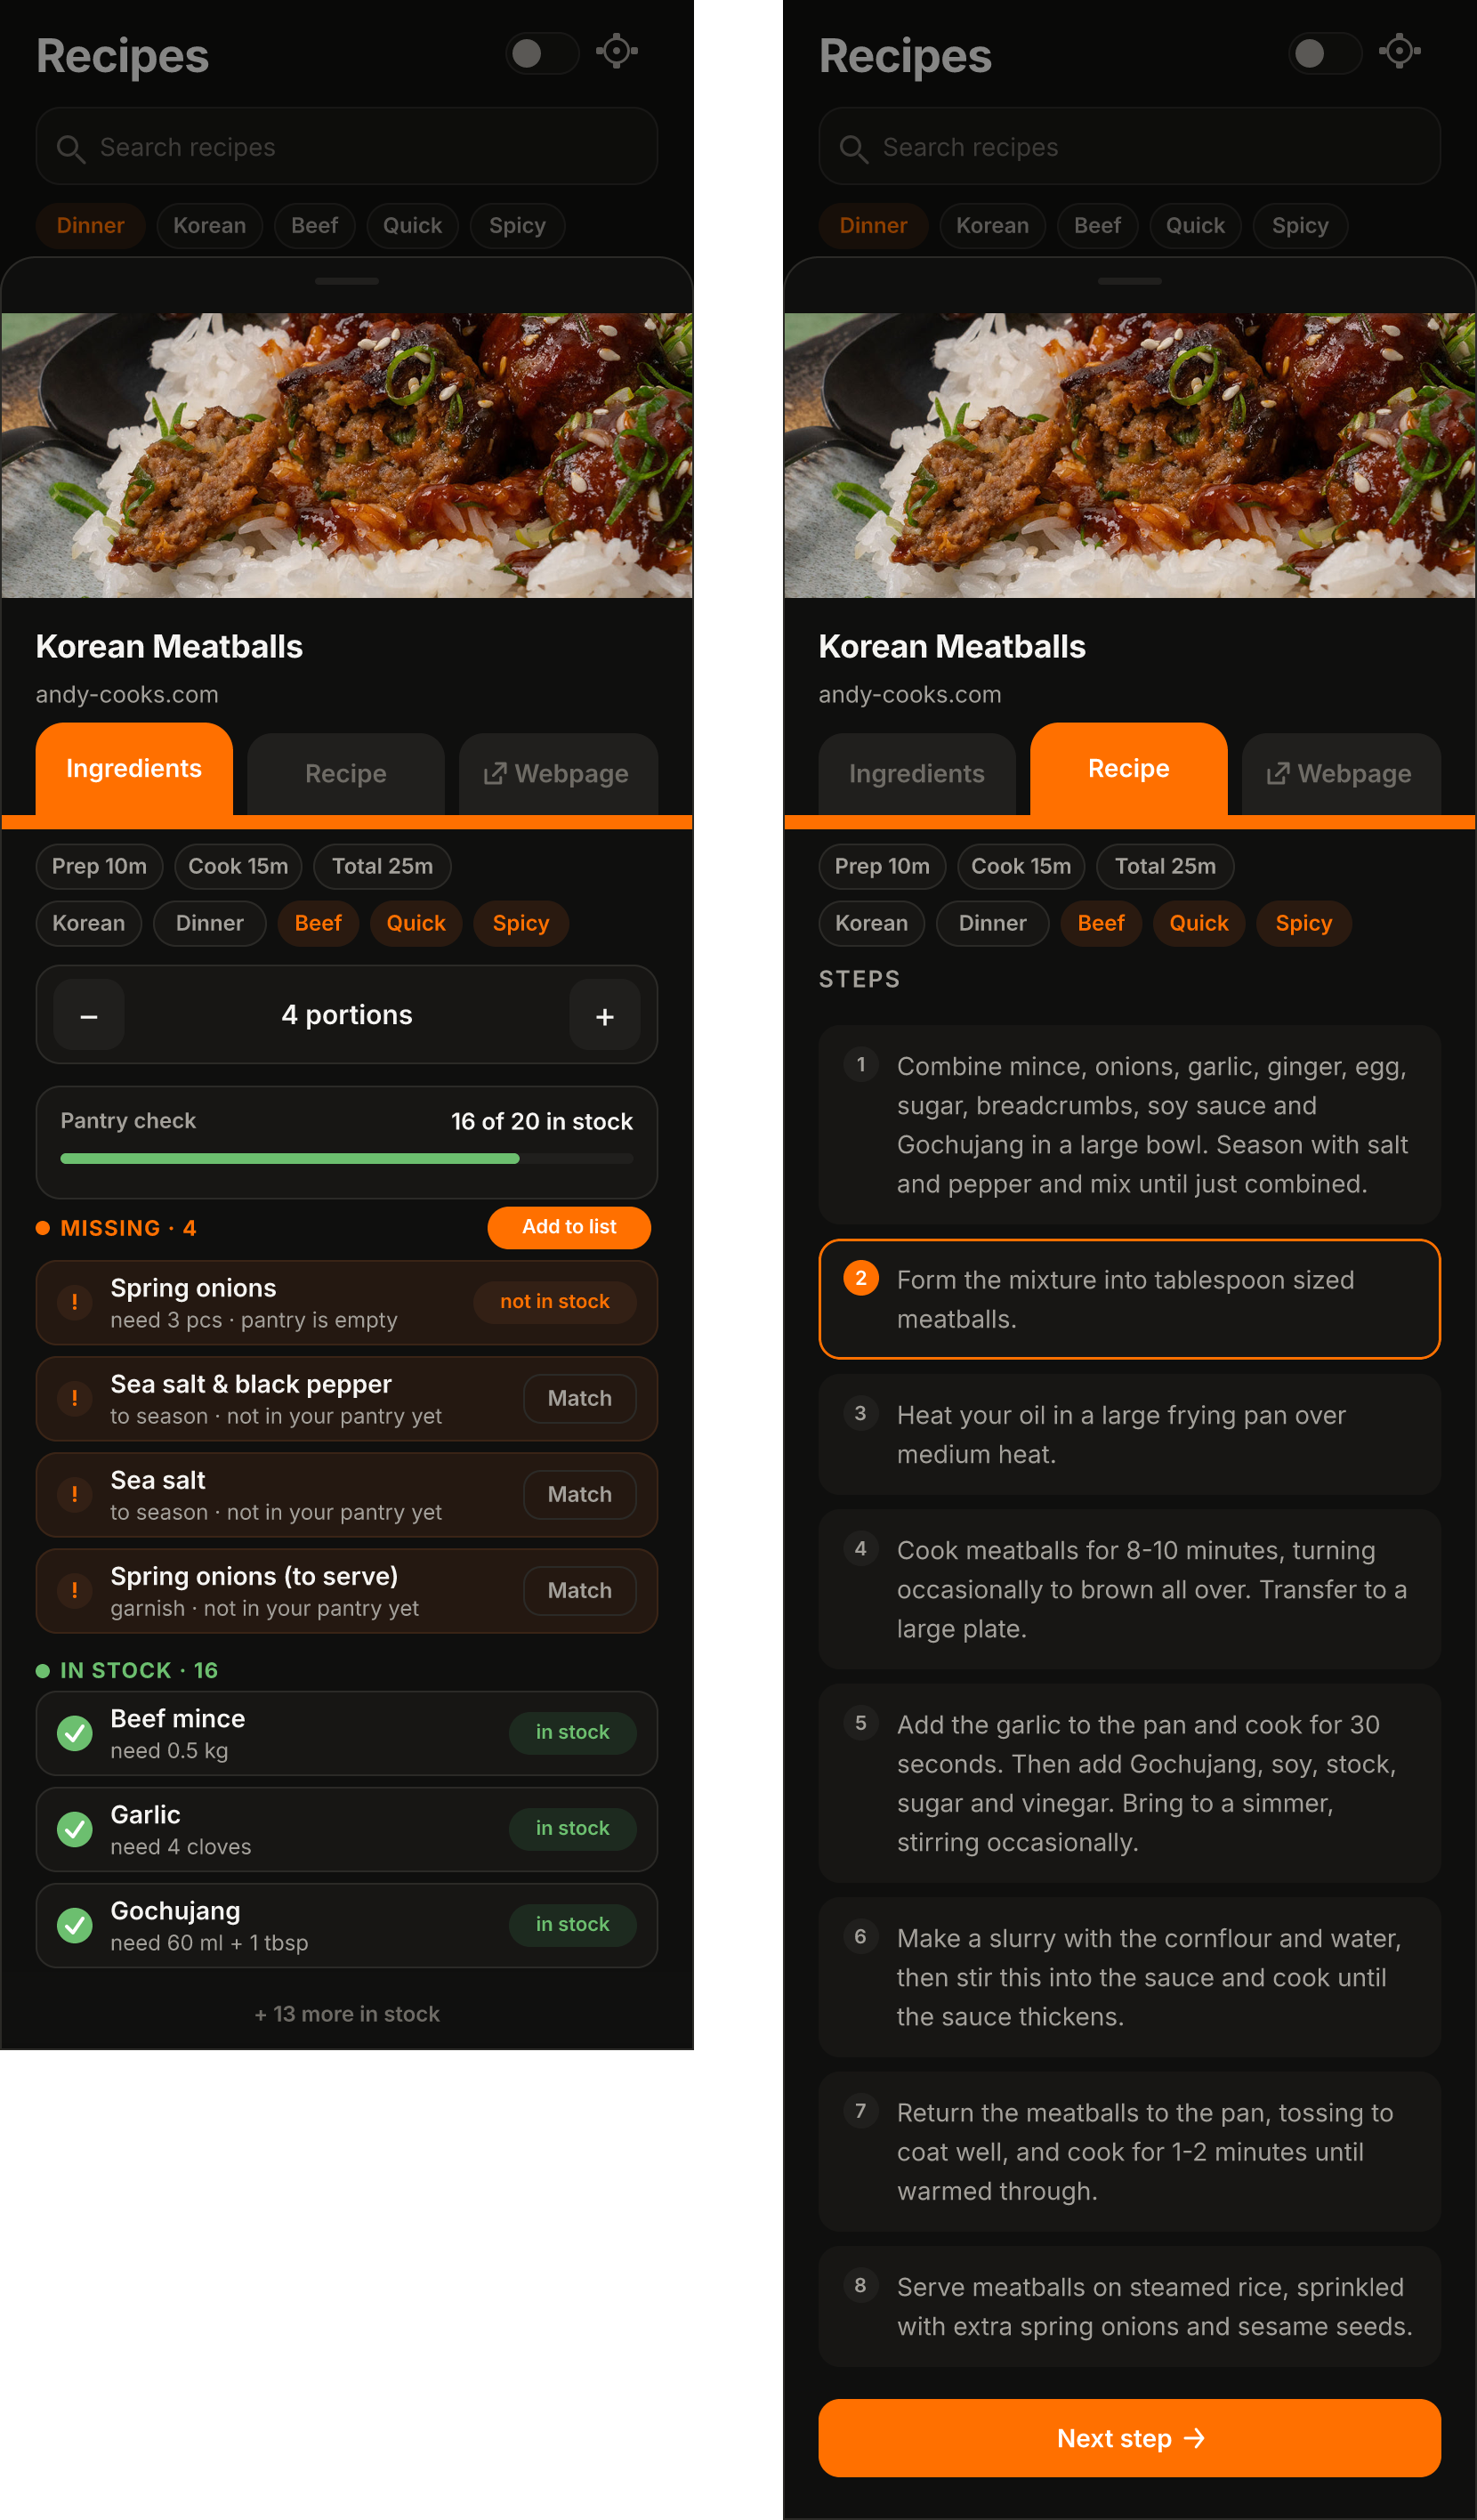 Recipes
Search recipes
Dinner
Korean
Beef
Quick
Spicy
Korean Meatballs
andy-cooks.com
Ingredients
Recipe
Webpage
Prep 10m
Cook 15m
Total 25m
Korean
Dinner
Beef
Quick
Spicy
−
4 portions
+
Pantry check
16 of 20 in stock
MISSING · 4
Add to list
!
Spring onions
need 3 pcs · pantry is empty
not in stock
!
Sea salt & black pepper
to season · not in your pantry yet
Match
!
Sea salt
to season · not in your pantry yet
Match
!
Spring onions (to serve)
garnish · not in your pantry yet
Match
IN STOCK · 16
Beef mince
need 0.5 kg
in stock
Garlic
need 4 cloves
in stock
Gochujang
need 60 ml + 1 tbsp
in stock
+ 13 more in stock
Recipes
Search recipes
Dinner
Korean
Beef
Quick
Spicy
Korean Meatballs
andy-cooks.com
Ingredients
Recipe
Webpage
Prep 10m
Cook 15m
Total 25m
Korean
Dinner
Beef
Quick
Spicy
STEPS
1
Combine mince, onions, garlic, ginger, egg,
sugar, breadcrumbs, soy sauce and
Gochujang in a large bowl. Season with salt
and pepper and mix until just combined.
2
Form the mixture into tablespoon sized
meatballs.
3
Heat your oil in a large frying pan over
medium heat.
4
Cook meatballs for 8-10 minutes, turning
occasionally to brown all over. Transfer to a
large plate.
5
Add the garlic to the pan and cook for 30
seconds. Then add Gochujang, soy, stock,
sugar and vinegar. Bring to a simmer,
stirring occasionally.
6
Make a slurry with the cornflour and water,
then stir this into the sauce and cook until
the sauce thickens.
7
Return the meatballs to the pan, tossing to
coat well, and cook for 1-2 minutes until
warmed through.
8
Serve meatballs on steamed rice, sprinkled
with extra spring onions and sesame seeds.
Next step →